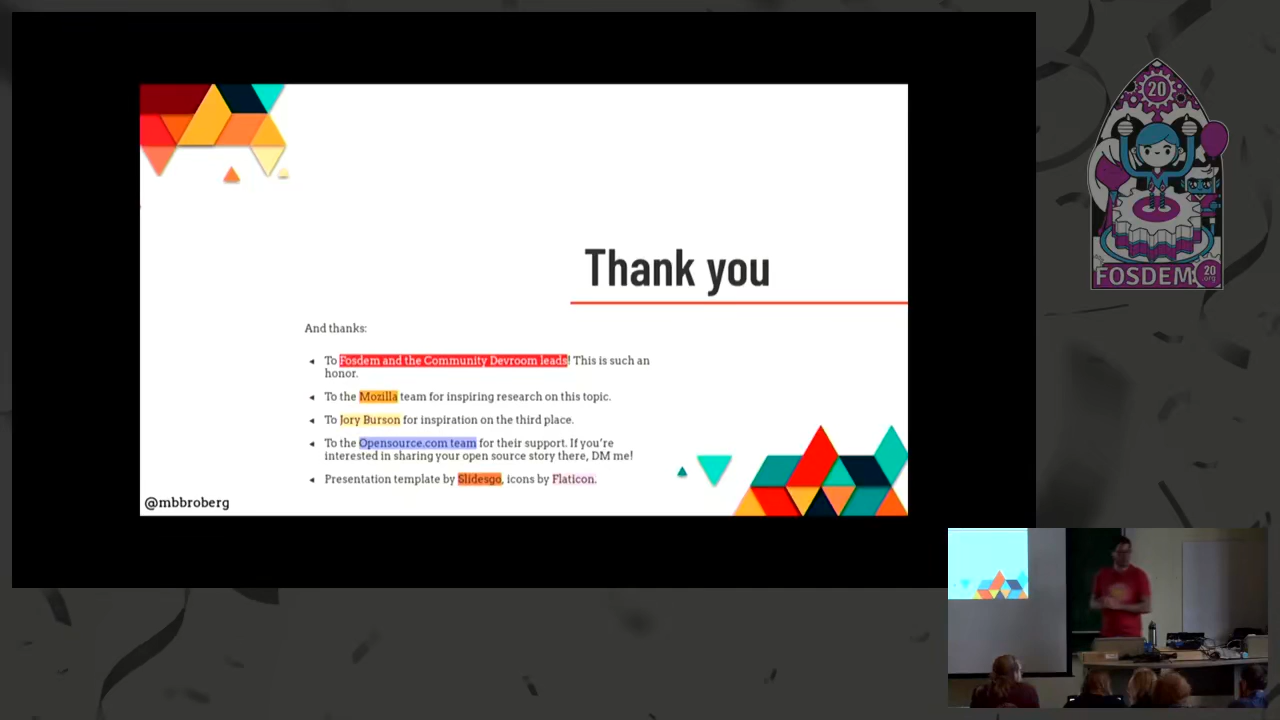 Thank you
And thanks:
To Fosdem and the Community Devroom leads! This is such an
honor.
To the Mozilla team for inspiring research on this topic.
To Jory Burson for inspiration on the third place.
To the Opensource.com team for their support. If you're
interested in sharing your open source story there, DM me!
Presentation template by Slidesgo, icons by Flaticon.
@mbbroberg
20
FOSDEM
20
.org